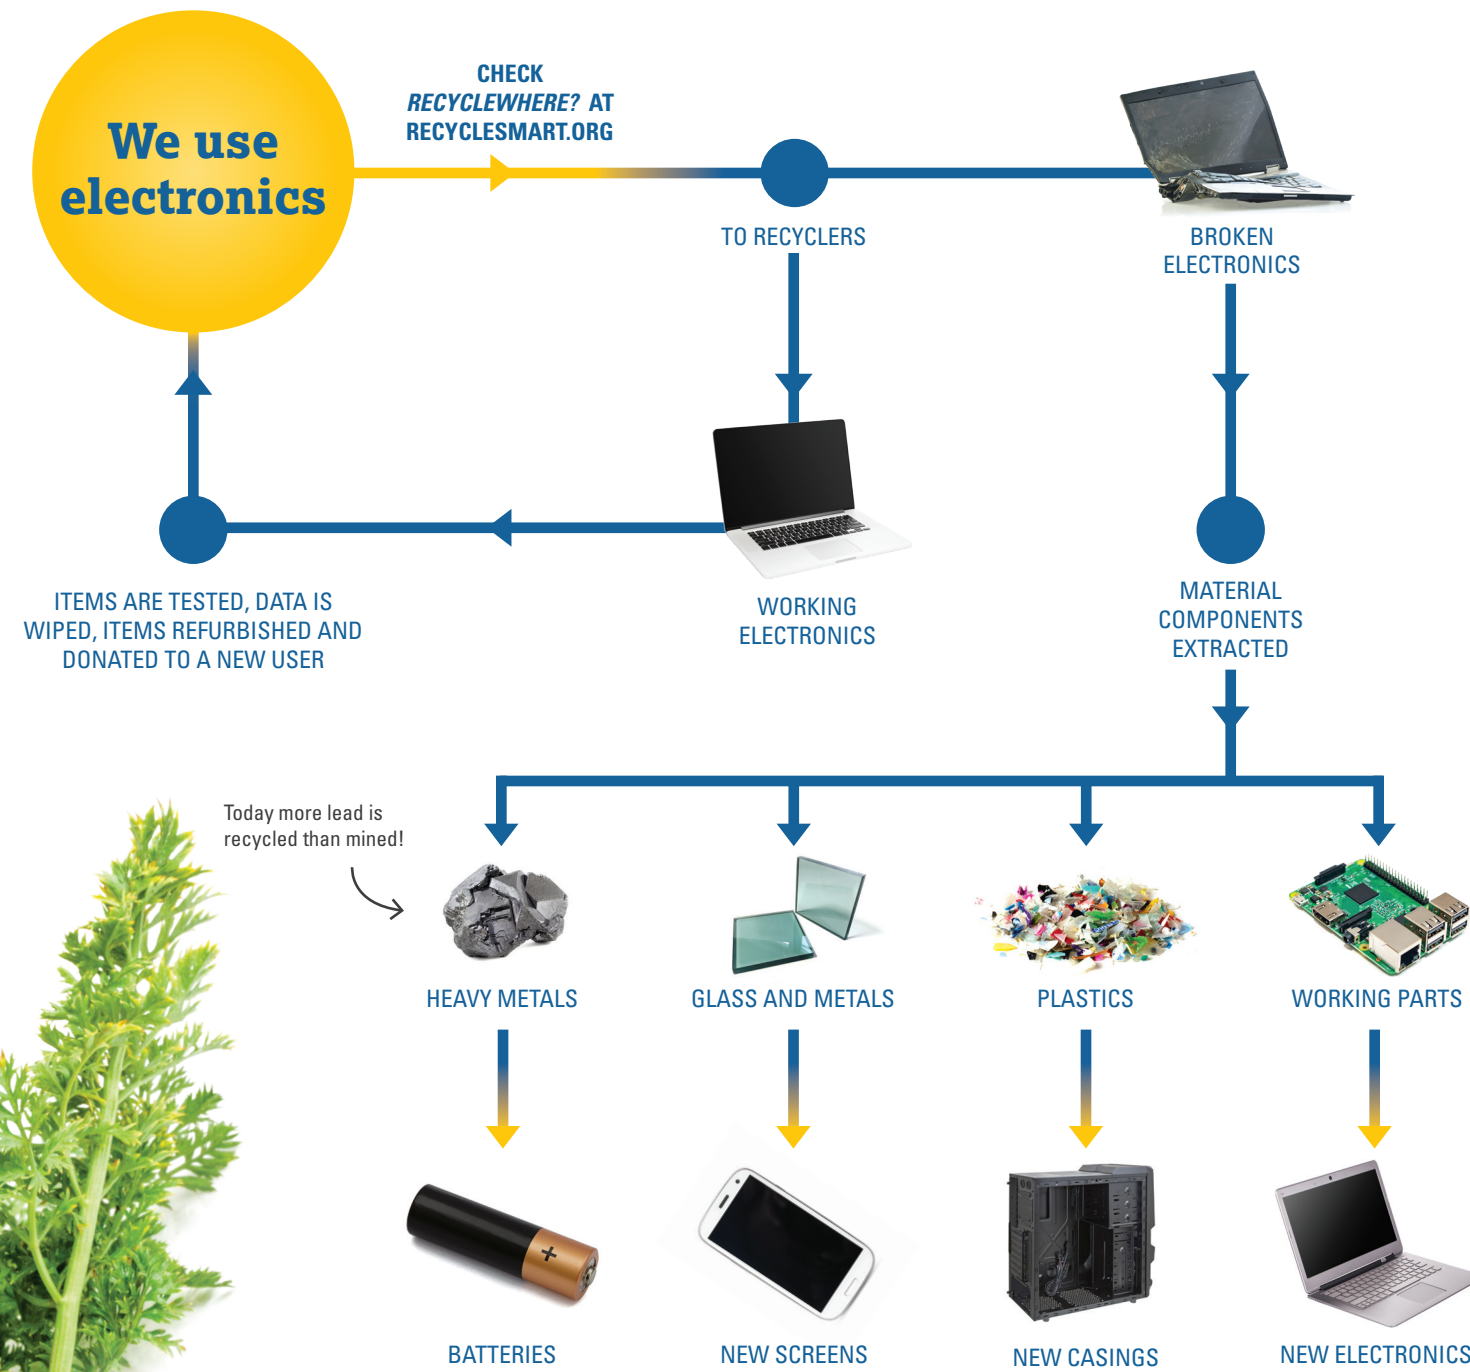 We use
electronics
CHECK
RECYCLEWHERE? AT
RECYCLESMART.ORG
TO RECYCLERS
BROKEN
ELECTRONICS
WORKING
ELECTRONICS
ITEMS ARE TESTED, DATA IS
WIPED, ITEMS REFURBISHED AND
DONATED TO A NEW USER
MATERIAL
COMPONENTS
EXTRACTED
Today more lead is
recycled than mined!
HEAVY METALS
GLASS AND METALS
PLASTICS
WORKING PARTS
+
BATTERIES
NEW SCREENS
NEW CASINGS
NEW ELECTRONICS